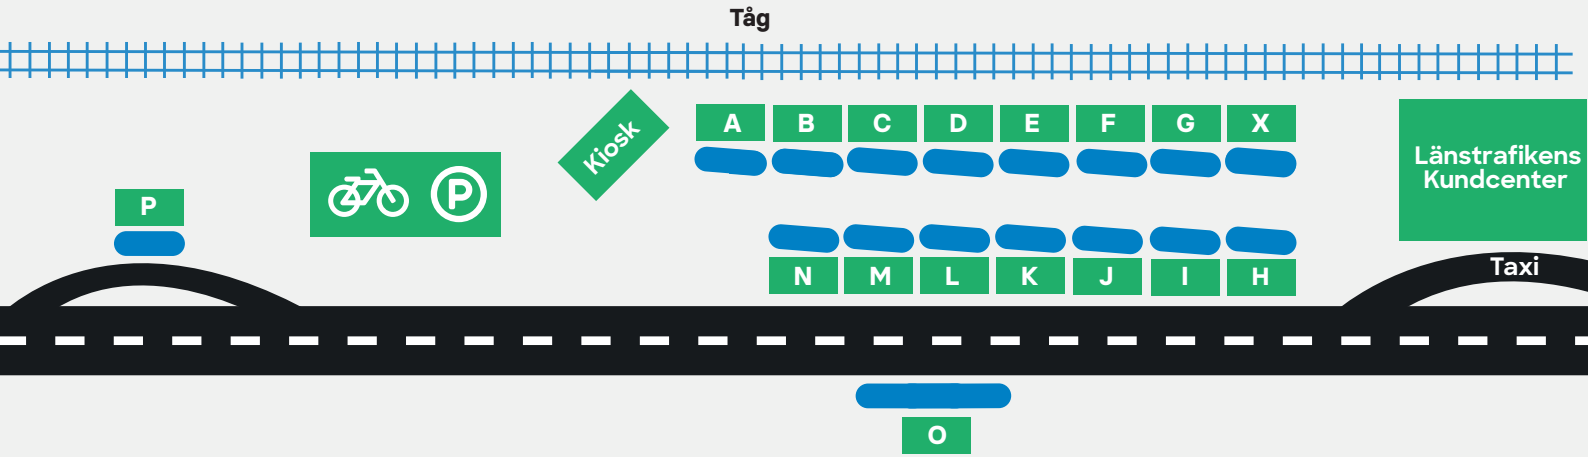 Tåg
Kiosk
A B C D E F G X
Länstrafikens
Kundcenter
P
P
N M L K J I H
Taxi
O